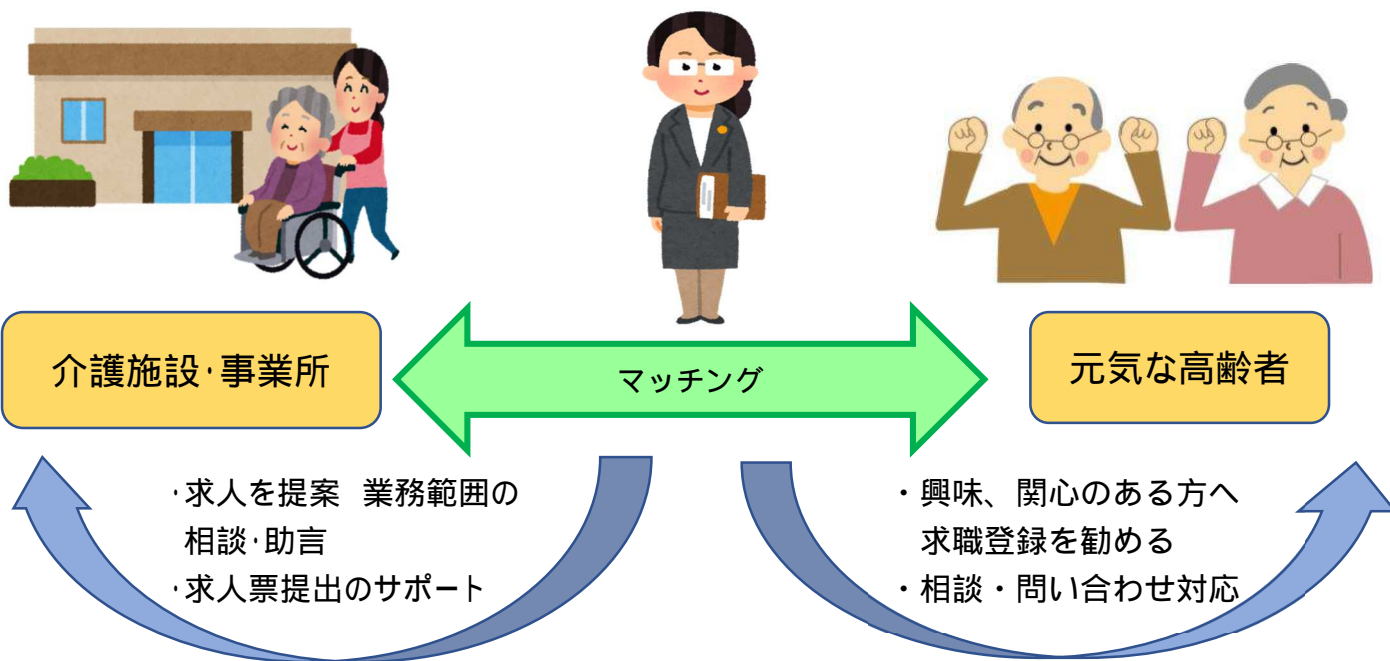 介護施設・事業所
マッチング
元気な高齢者
・求人を提案 業務範囲の
相談・助言
・求人票提出のサポート
・興味、関心のある方へ
求職登録を勧める
・相談・問い合わせ対応